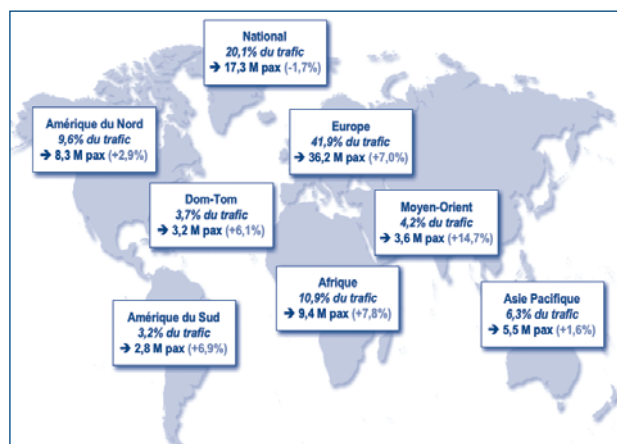 National
20,1% du trafic
➔ 17,3 M pax (-1,7%)
Amérique du Nord
9,6% du trafic
➔ 8,3 M pax (+2,9%)
Europe
41,9% du trafic
➔ 36,2 M pax (+7,0%)
Dom-Tom
3,7% du trafic
➔ 3,2 M pax (+6,1%)
Moyen-Orient
4,2% du trafic
➔ 3,6 M pax (+14,7%)
Afrique
10,9% du trafic
➔ 9,4 M pax (+7,8%)
Amérique du Sud
3,2% du trafic
➔ 2,8 M pax (+6,9%)
Asie Pacifique
6,3% du trafic
➔ 5,5 M pax (+1,6%)